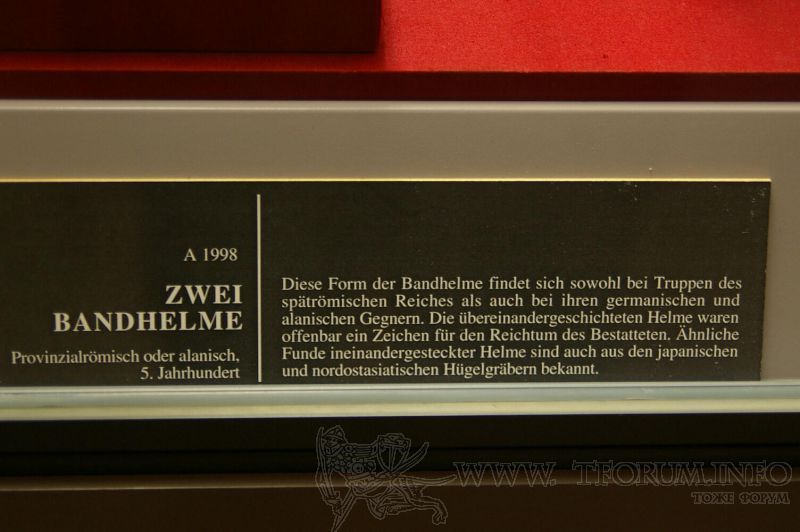 A 1998
ZWEI
BANDHELME
Provinzialrömisch oder alanisch,
5. Jahrhundert
Diese Form der Bandhelme findet sich sowohl bei Truppen des
spätrömischen Reiches als auch bei ihren germanischen und
alanischen Gegnern. Die übereinandergeschichteten Helme waren
offenbar ein Zeichen für den Reichtum des Bestatteten. Ähnliche
Funde ineinandergesteckter Helme sind auch aus den japanischen
und nordostasiatischen Hügelgräbern bekannt.
WWW.TFORUM.INFO
ТОЖЕ ФОРУМ